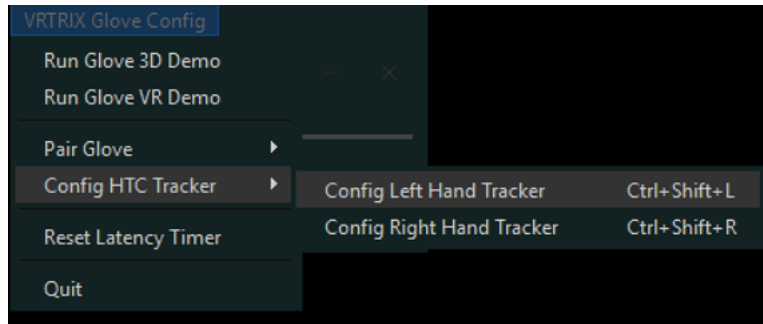 VRTRIX Glove Config
Run Glove 3D Demo
Run Glove VR Demo
Pair Glove
Config HTC Tracker
Config Left Hand Tracker Ctrl+Shift+L
Config Right Hand Tracker Ctrl+Shift+R
Reset Latency Timer
Quit